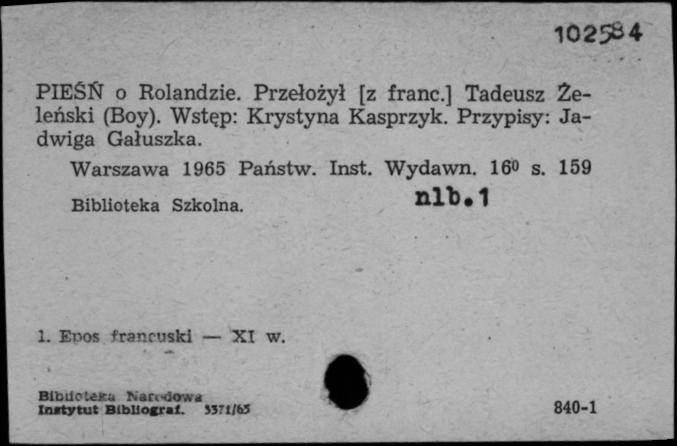 102584
PIEŚŃ o Rolandzie. Przełożył [z franc.] Tadeusz Że-
leński (Boy). Wstęp: Krystyna Kasprzyk. Przypisy: Ja-
dwiga Gałuszka.
Warszawa 1965 Państw. Inst. Wydawn. 16⁰ s. 159
nlb.1
Biblioteka Szkolna.
1. Epos francuski — XI w.
Biblioteka Narodowa
Instytut Bibliograf. 5571/65
840-1